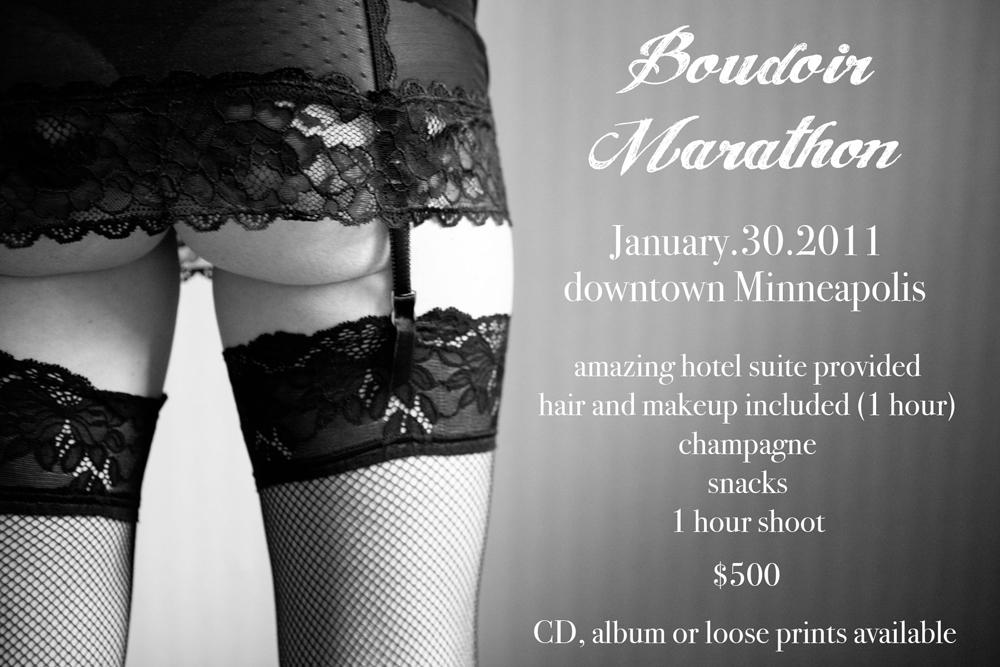 Boudoir
Marathon
January.30.2011
downtown Minneapolis
amazing hotel suite provided
hair and makeup included (1 hour)
champagne
snacks
1 hour shoot
$500
CD, album or loose prints available